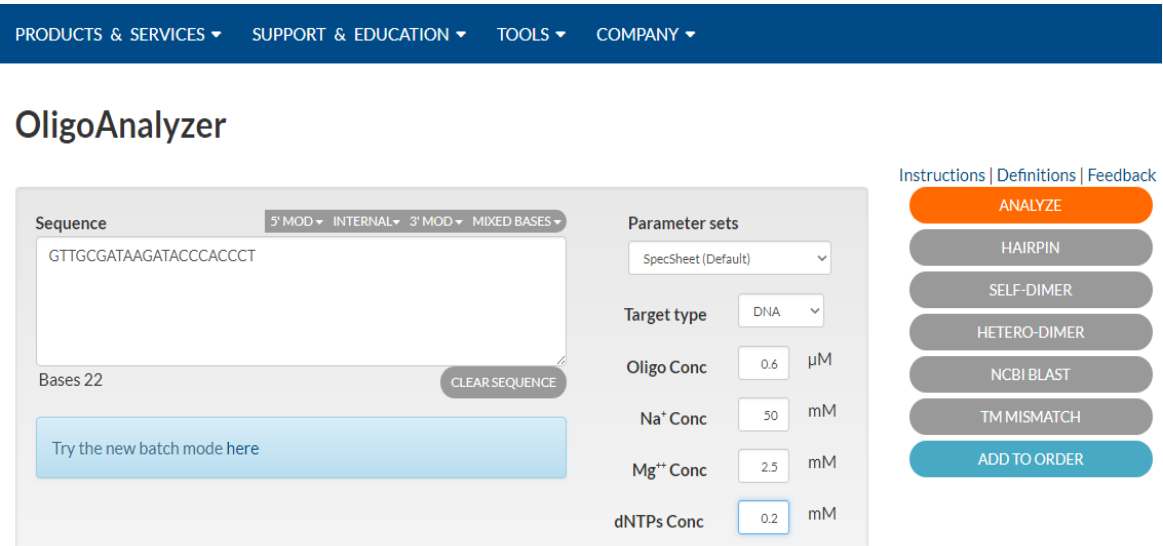 PRODUCTS & SERVICES SUPPORT & EDUCATION TOOLS COMPANY
OligoAnalyzer
Instructions | Definitions | Feedback
Sequence 5' MOD INTERNAL 3' MOD MIXED BASES
GTTGCGATAAGATACCCACCCT
Bases 22
CLEAR SEQUENCE
Try the new batch mode here
Parameter sets
SpecSheet (Default)
Target type DNA
Oligo Conc 0.6 µM
Na⁺ Conc 50 mM
Mg⁺⁺ Conc 2.5 mM
dNTPs Conc 0.2 mM
ANALYZE
HAIRPIN
SELF-DIMER
HETERO-DIMER
NCBI BLAST
TM MISMATCH
ADD TO ORDER